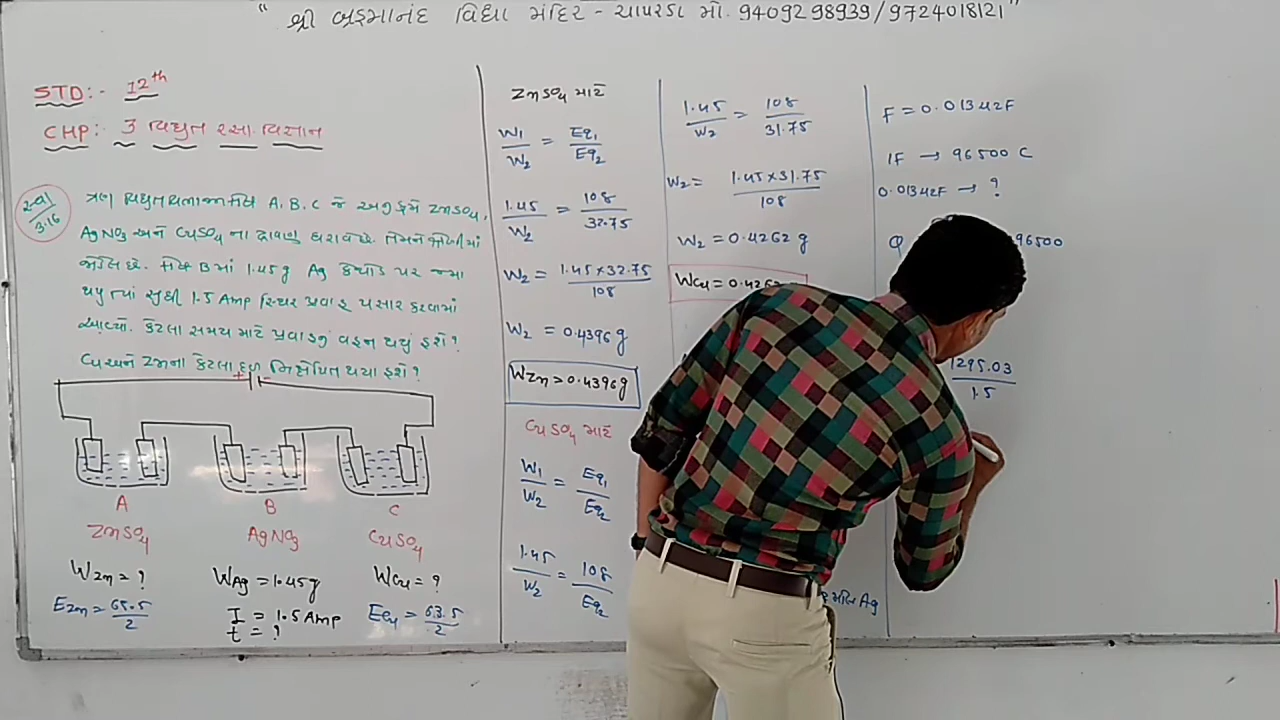 "શ્રી બ્રહ્માનંદ વિદ્યા મંદિર - ચાપરડા મો. 9409298939/9724018121"
STD:- 12th
CHP:- 3 વિદ્યુત રસા. વિજ્ઞાન
સ્વા 3.16
ત્રણ વિદ્યુતવિભાજન A, B, C જે અનુક્રમે ZnSO4,
AgNO3 અને CuSO4 ના દ્રાવણ ધરાવે છે. તેમને શ્રેણીમાં
જોડેલ છે. B માં 1.45g Ag કેથોડ પર જમા
થયું ત્યાં સુધી 1.5 Amp સ્થિર પ્રવાહ પસાર કરવામાં
આવ્યો. કેટલા સમય માટે પ્રવાહનું વહન થયું હશે?
Cu અને Zn ના કેટલા દળ નિક્ષેપિત થયા હશે?
+
A B C
ZnSO4 AgNO3 CuSO4
WZn = ? WAg = 1.45g WCu = ?
EZn = 65.5/2 I = 1.5 Amp ECu = 63.5/2
t = ?
ZnSO4 માટે
W1/W2 = Eq1/Eq2
1.45/W2 = 108/32.75
W2 = 1.45×32.75/108
W2 = 0.4396 g
WZn = 0.4396g
CuSO4 માટે
W1/W2 = Eq1/Eq2
1.45/W2 = 108/Eq2
1.45/W2 = 108/31.75
W2 = 1.45×31.75/108
W2 = 0.4262 g
WCu = 0.426
Ag
F = 0.01342F
1F → 96500 C
0.01342F → ?
Q 96500
1295.03/1.5